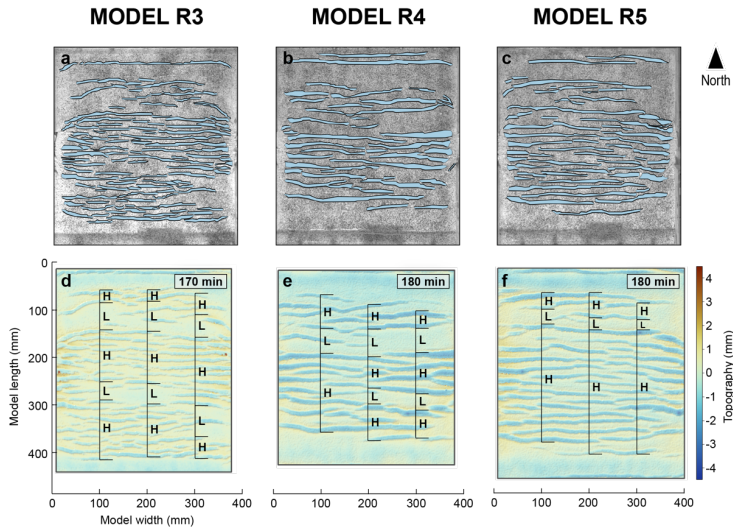 MODEL R3 MODEL R4 MODEL R5
a b c
North
d 170 min e 180 min f 180 min
0
100
200
300
400
Model length (mm)
H H H
L L L
H H H
L L L
H H H
H H H
L L L
H H H
L L
H H
H H H
L L L
H H H
4
3
2
1
0
-1
-2
-3
-4
Topography (mm)
0 100 200 300 400 0 100 200 300 400 0 100 200 300 400
Model width (mm)